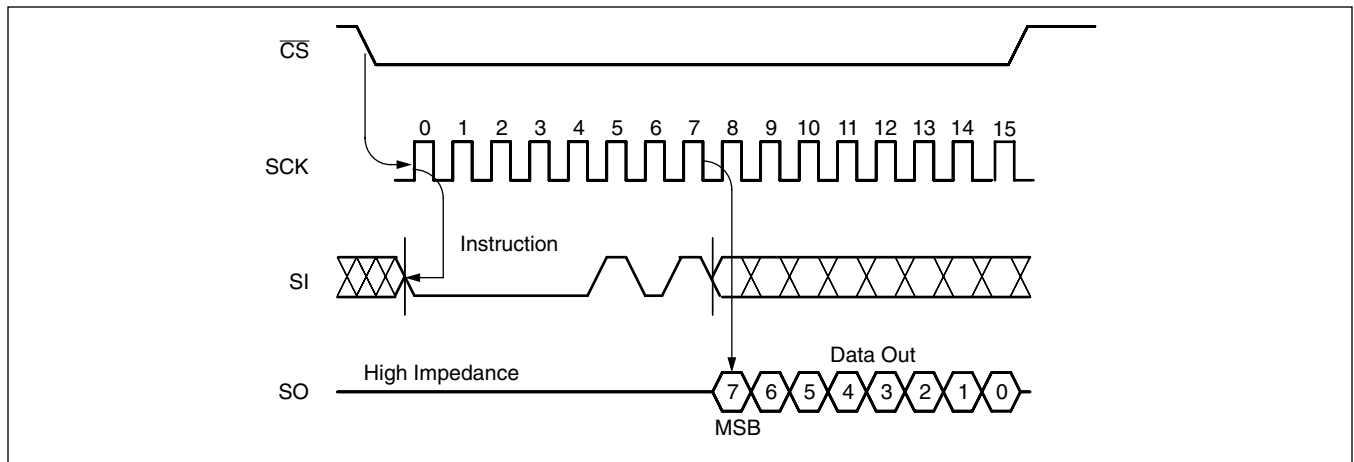 CS
0 1 2 3 4 5 6 7 8 9 10 11 12 13 14 15
SCK
Instruction
SI
Data Out
High Impedance
SO
7 6 5 4 3 2 1 0
MSB